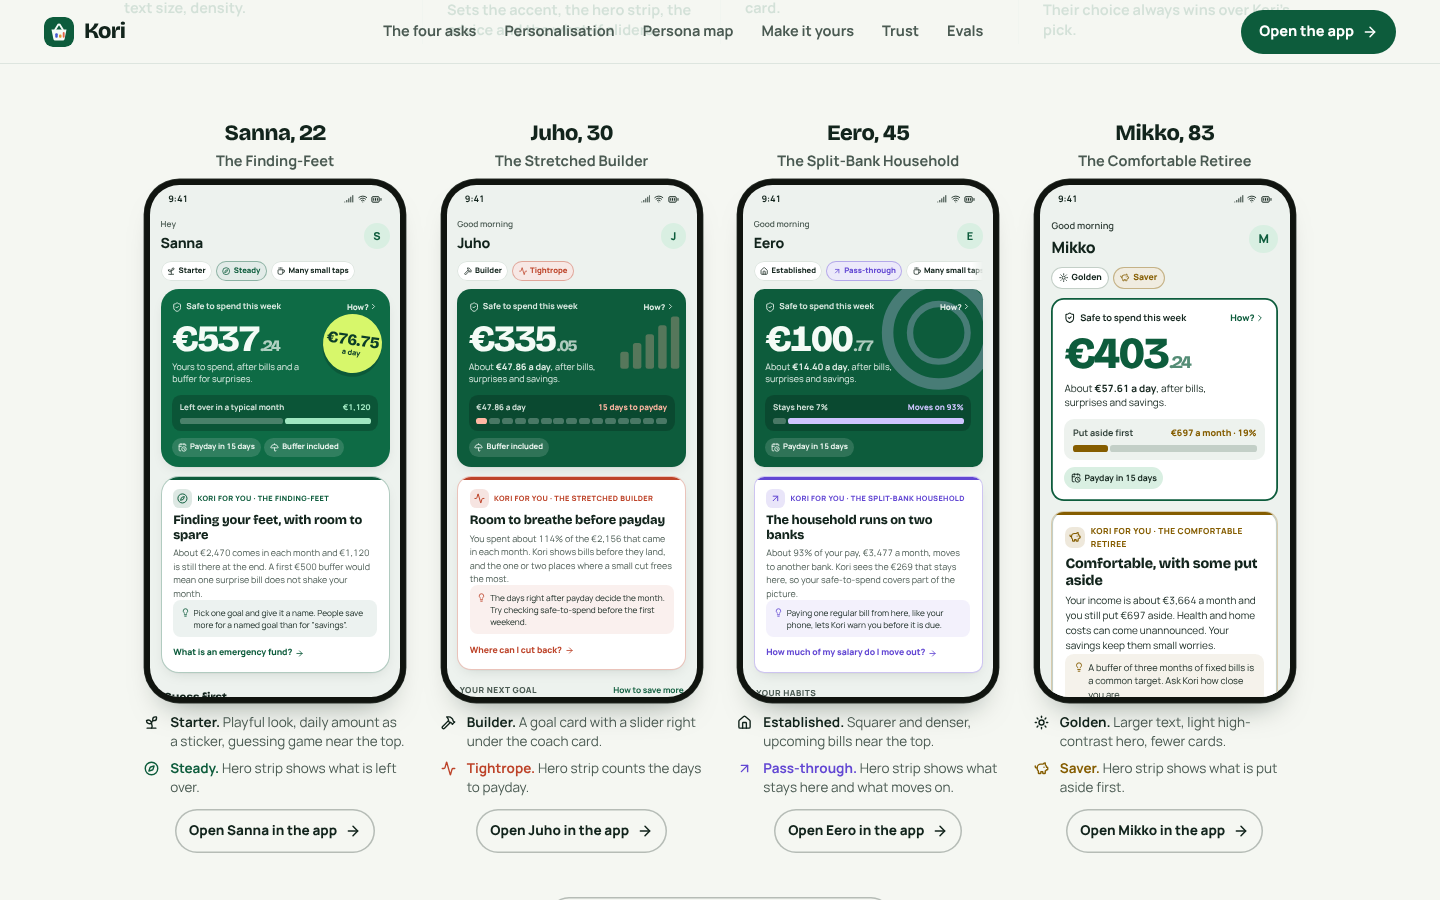 text size, density.
Sets the accent, the hero strip, the
card.
Their choice always wins over Kori's
pick.
Kori
The four asks
Personalisation
Persona map
Make it yours
Trust
Evals
Open the app
Sanna, 22
The Finding-Feet
9:41
Hey
Sanna
S
Starter
Steady
Many small taps
Safe to spend this week
How?
€537.24
€76.75
a day
Yours to spend, after bills and a
buffer for surprises.
Left over in a typical month
€1,120
Payday in 15 days
Buffer included
KORI FOR YOU · THE FINDING-FEET
Finding your feet, with room to
spare
About €2,470 comes in each month and €1,120
is still there at the end. A first €500 buffer would
mean one surprise bill does not shake your
month.
Pick one goal and give it a name. People save
more for a named goal than for "savings".
What is an emergency fund?
Guess first
Starter. Playful look, daily amount as
a sticker, guessing game near the top.
Steady. Hero strip shows what is left
over.
Open Sanna in the app
Juho, 30
The Stretched Builder
9:41
Good morning
Juho
J
Builder
Tightrope
Safe to spend this week
How?
€335.05
About €47.86 a day, after bills,
surprises and savings.
€47.86 a day
15 days to payday
Buffer included
KORI FOR YOU · THE STRETCHED BUILDER
Room to breathe before payday
You spent about 114% of the €2,156 that came
in each month. Kori shows bills before they land,
and the one or two places where a small cut frees
the most.
The days right after payday decide the month.
Try checking safe-to-spend before the first
weekend.
Where can I cut back?
YOUR NEXT GOAL
How to save more
Builder. A goal card with a slider right
under the coach card.
Tightrope. Hero strip counts the days
to payday.
Open Juho in the app
Eero, 45
The Split-Bank Household
9:41
Good morning
Eero
E
Established
Pass-through
Many small tap
Safe to spend this week
How?
€100.77
About €14.40 a day, after bills,
surprises and savings.
Stays here 7%
Moves on 93%
Payday in 15 days
KORI FOR YOU · THE SPLIT-BANK HOUSEHOLD
The household runs on two
banks
About 93% of your pay, €3,477 a month, moves
to another bank. Kori sees the €269 that stays
here, so your safe-to-spend covers part of the
picture.
Paying one regular bill from here, like your
phone, lets Kori warn you before it is due.
How much of my salary do I move out?
YOUR HABITS
Established. Squarer and denser,
upcoming bills near the top.
Pass-through. Hero strip shows what
stays here and what moves on.
Open Eero in the app
Mikko, 83
The Comfortable Retiree
9:41
Good morning
Mikko
M
Golden
Saver
Safe to spend this week
How?
€403.24
About €57.61 a day, after bills,
surprises and savings.
Put aside first
€697 a month · 19%
Payday in 15 days
KORI FOR YOU · THE COMFORTABLE
RETIREE
Comfortable, with some put
aside
Your income is about €3,664 a month and
you still put €697 aside. Health and home
costs can come unannounced. Your
savings keep them small worries.
A buffer of three months of fixed bills is
a common target. Ask Kori how close
you are.
Golden. Larger text, light high-
contrast hero, fewer cards.
Saver. Hero strip shows what is put
aside first.
Open Mikko in the app